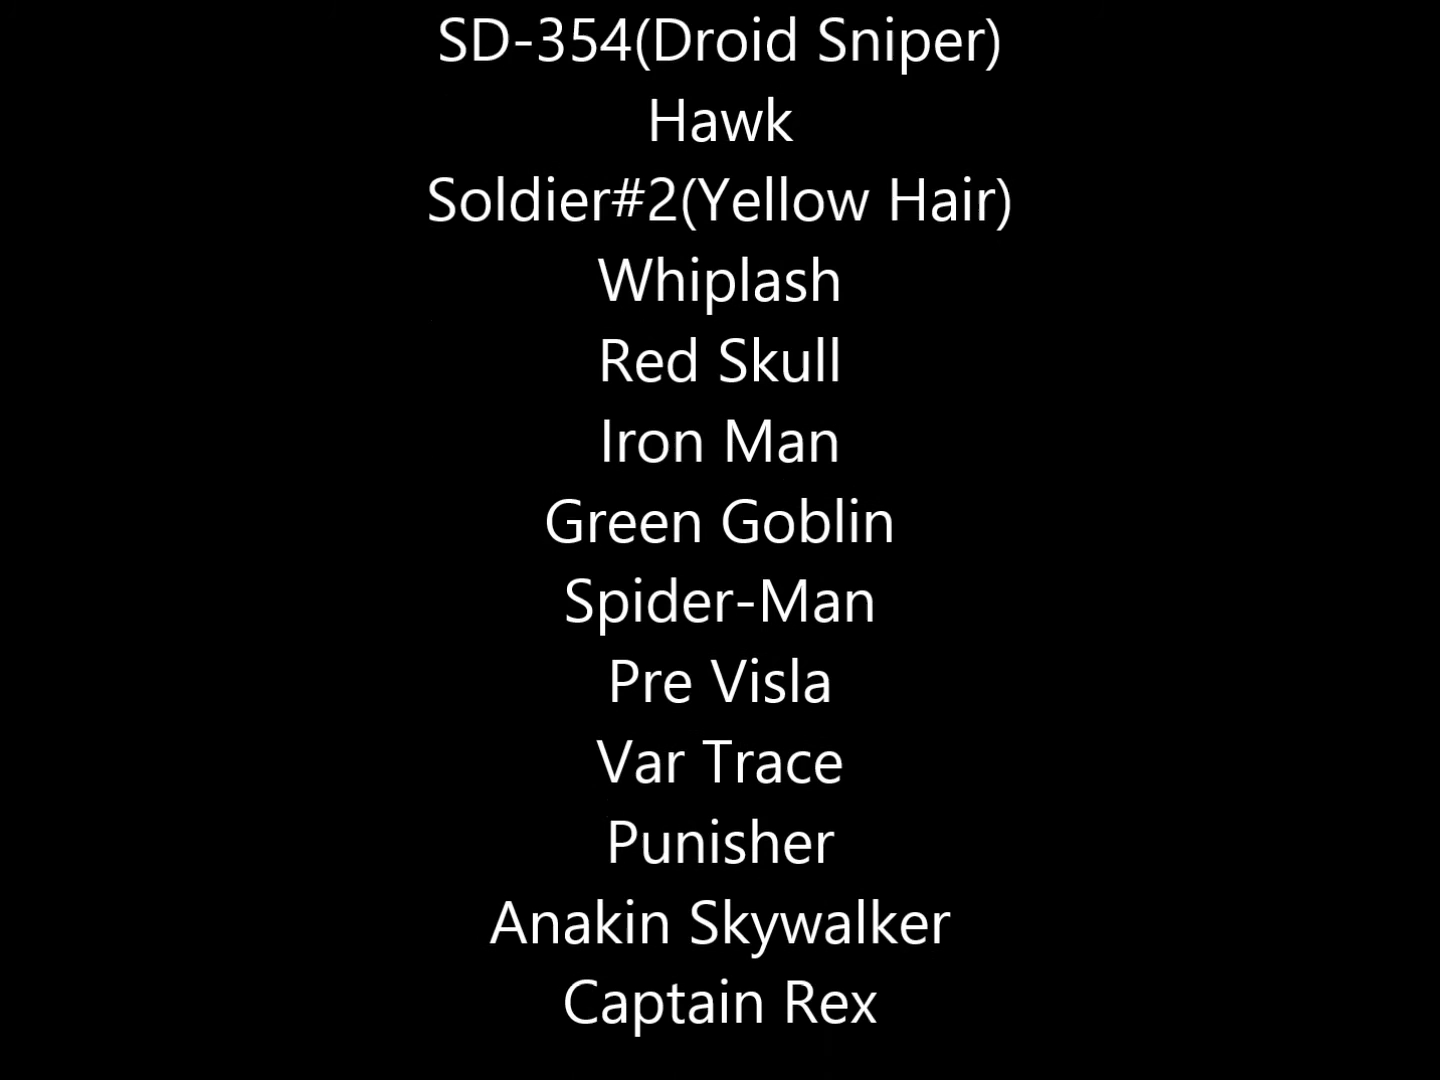 SD-354(Droid Sniper)
Hawk
Soldier#2(Yellow Hair)
Whiplash
Red Skull
Iron Man
Green Goblin
Spider-Man
Pre Visla
Var Trace
Punisher
Anakin Skywalker
Captain Rex